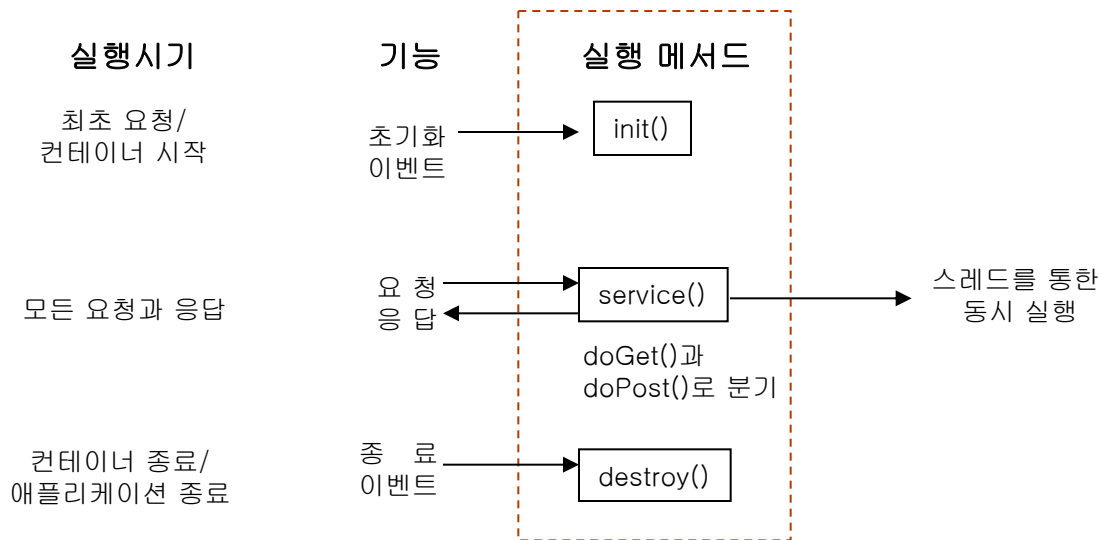 실행시기
기능
실행 메서드
최초 요청/
컨테이너 시작
초기화
이벤트
init()
모든 요청과 응답
요 청
응 답
service()
스레드를 통한
동시 실행
doGet()과
doPost()로 분기
컨테이너 종료/
애플리케이션 종료
종 료
이벤트
destroy()